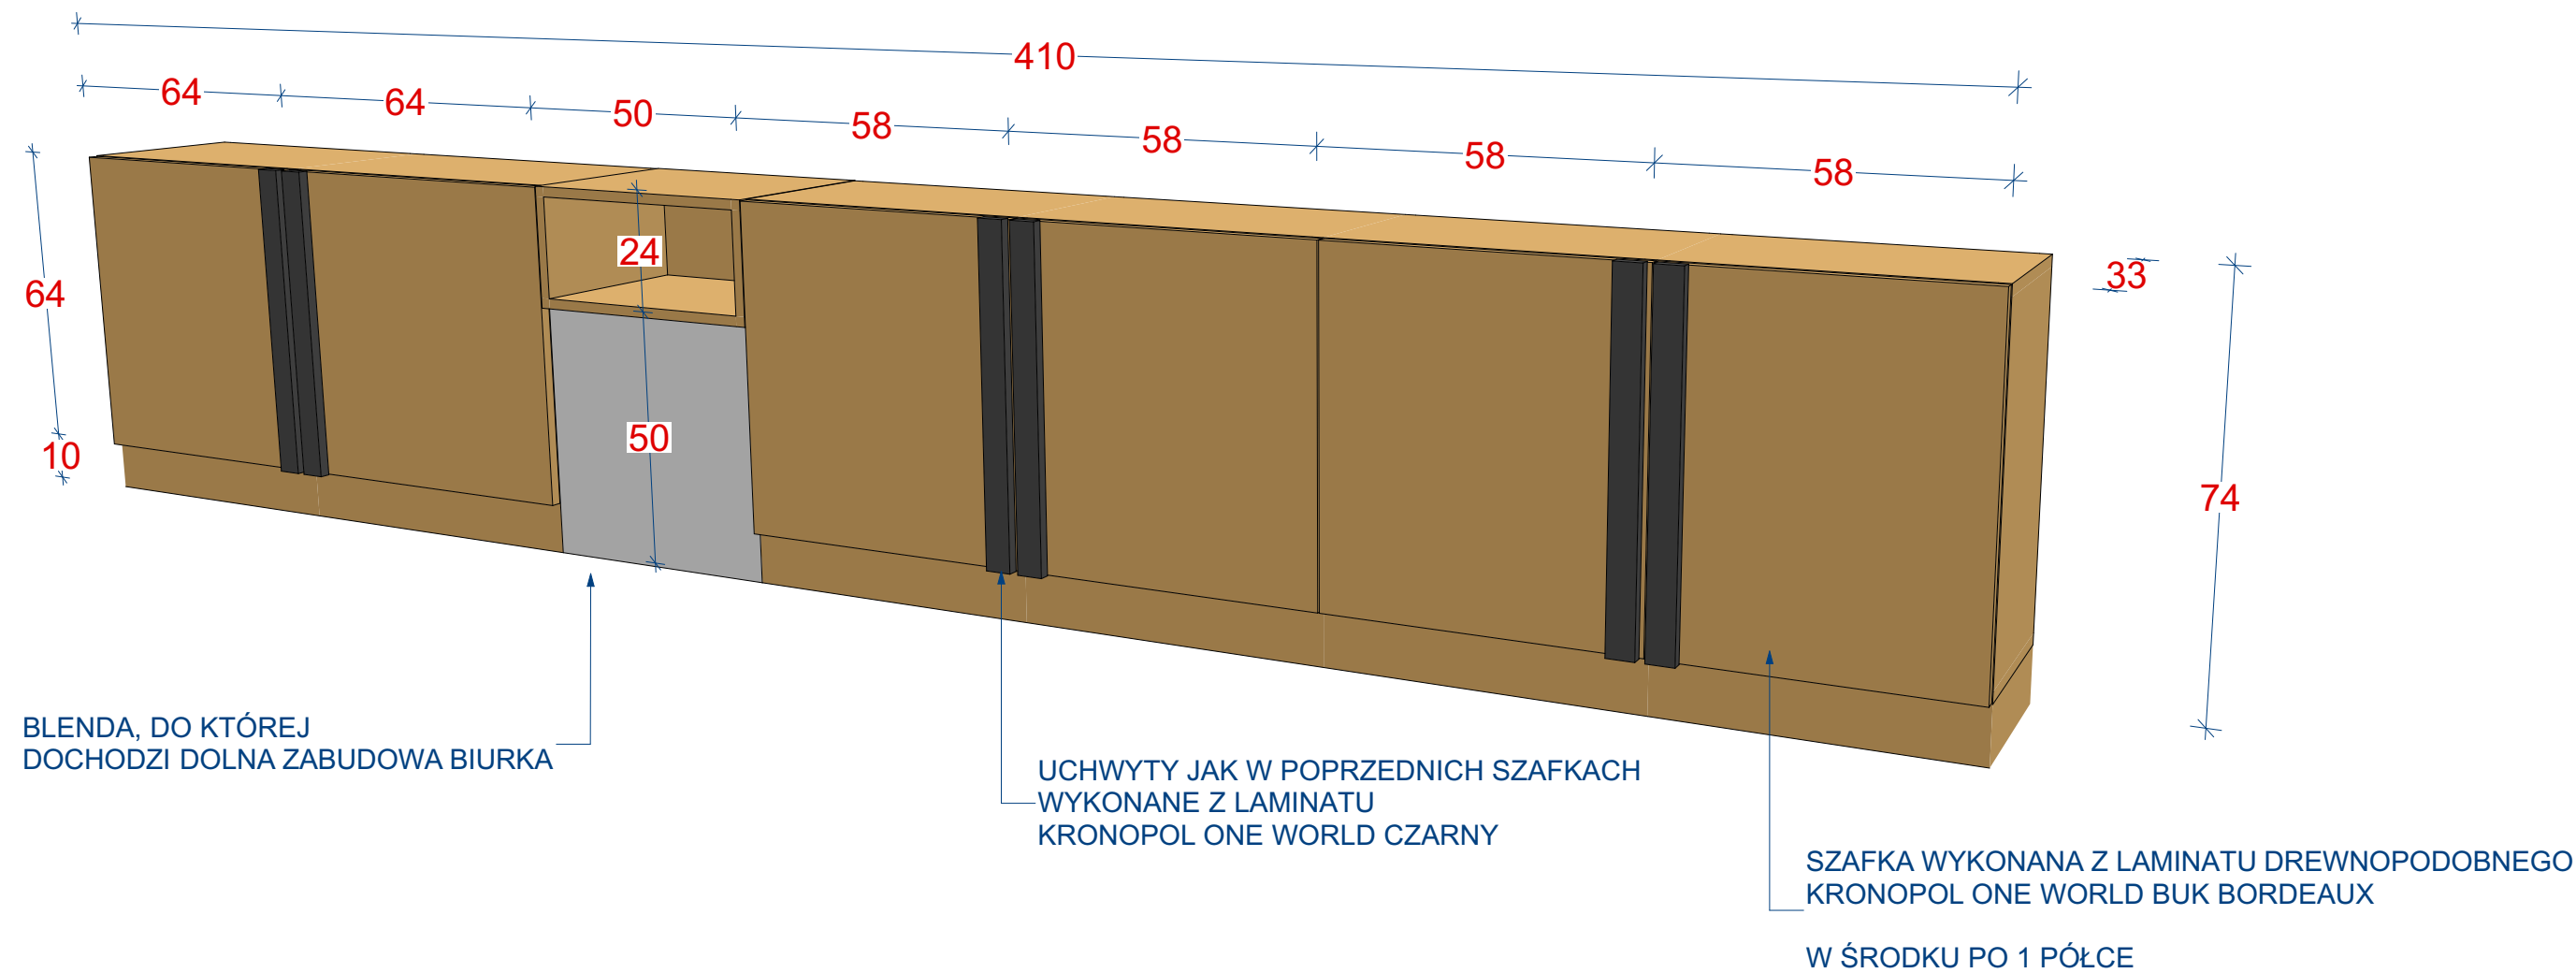 410
64
64
50
58
58
58
58
24
64
33
50
10
74
BLENDA, DO KTÓREJ
DOCHODZI DOLNA ZABUDOWA BIURKA
UCHWYTY JAK W POPRZEDNICH SZAFKACH
WYKONANE Z LAMINATU
KRONOPOL ONE WORLD CZARNY
SZAFKA WYKONANA Z LAMINATU DREWNOPODOBNEGO
KRONOPOL ONE WORLD BUK BORDEAUX
W ŚRODKU PO 1 PÓŁCE